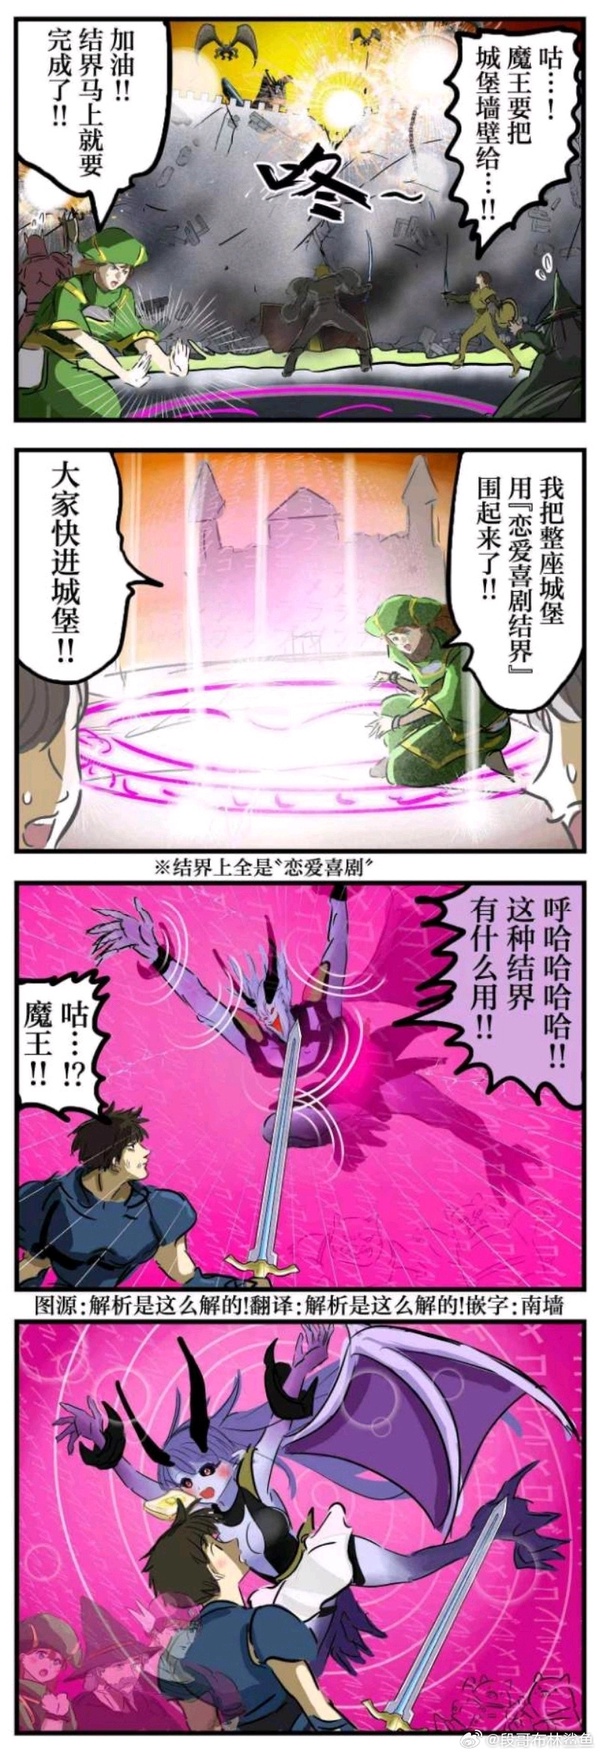 咕…！
魔王要把
城堡墙壁给…!!
加油!!
结界马上就要
完成了!!
咚～
我把整座城堡
用『恋爱喜剧结界』
围起来了!!
大家快进城堡!!
※结界上全是〝恋爱喜剧〞
呼哈哈哈哈!!
这种结界
有什么用!!
咕…!?
魔王!!
图源:解析是这么解的!翻译:解析是这么解的!嵌字:南墙
@段哥布林鲨鱼